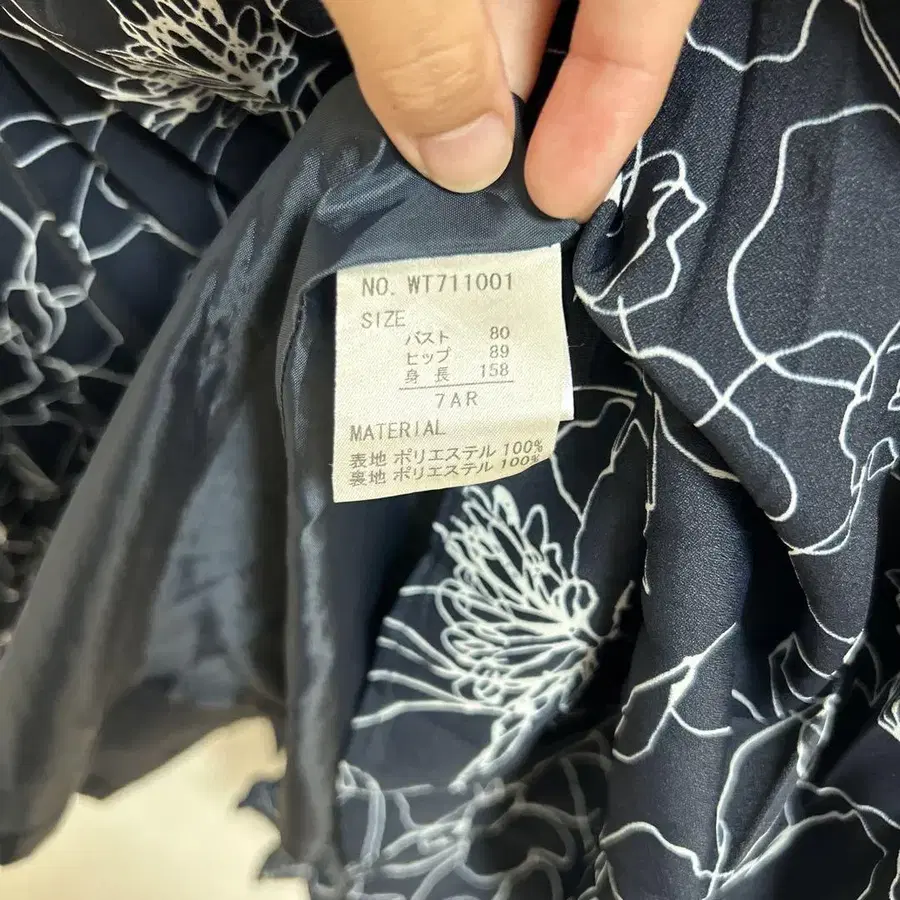 NO. WT711001
SIZE
バスト 80
ヒップ 89
身長 158
7AR
MATERIAL
表地 ポリエステル 100%
裏地 ポリエステル 100%